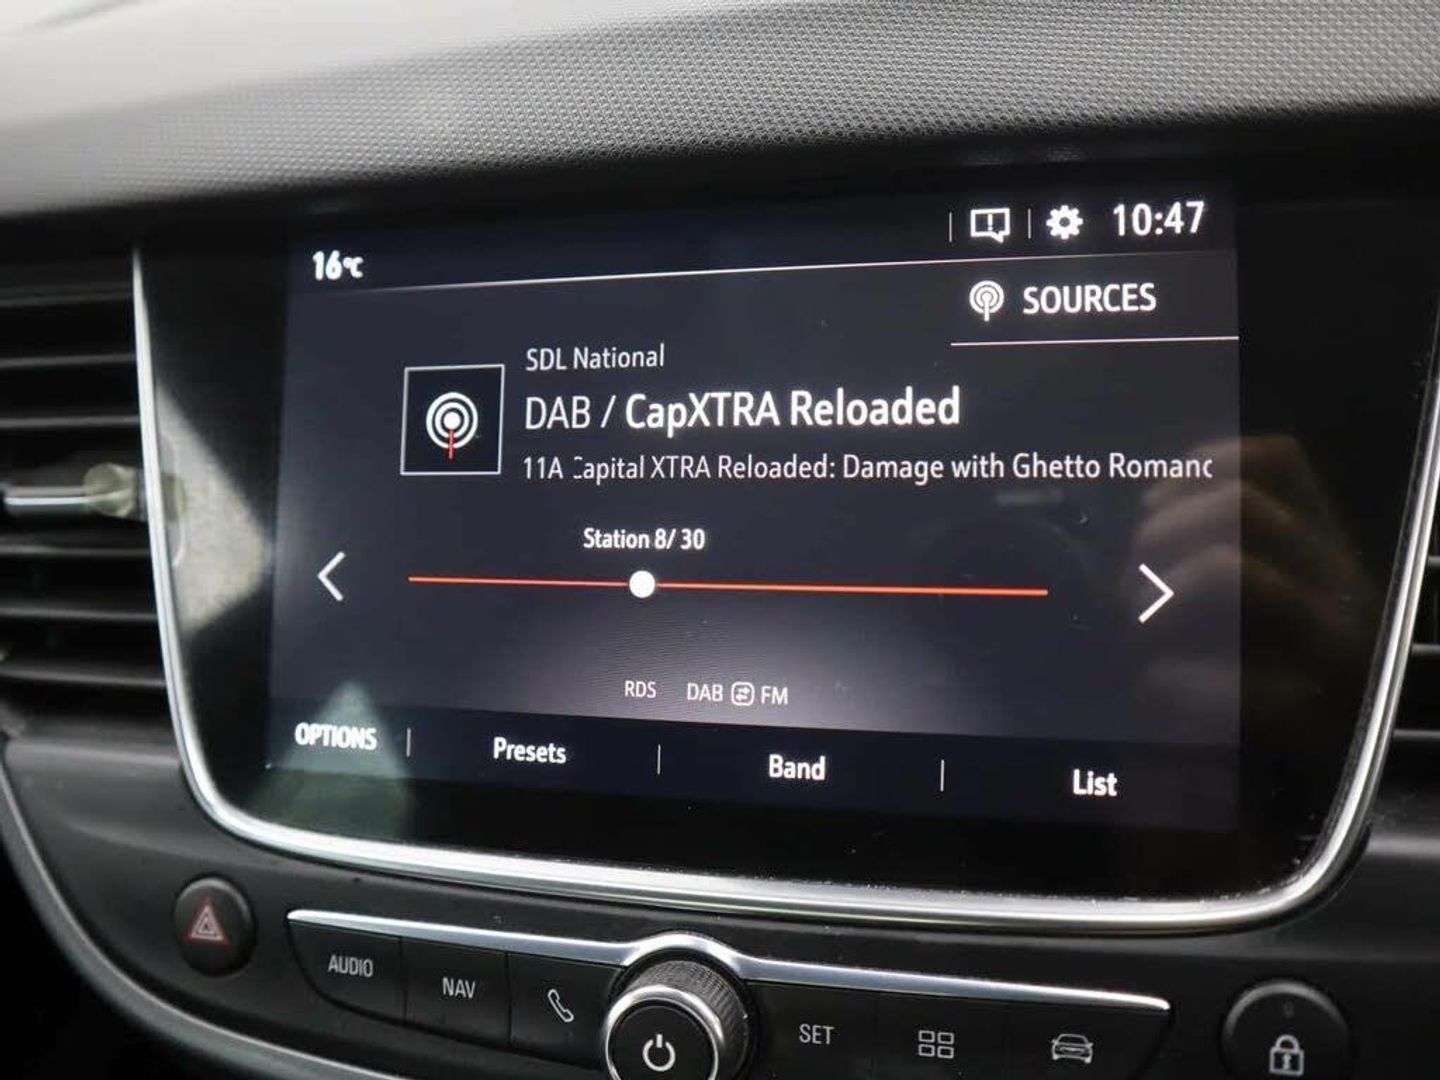 16°C
10:47
SOURCES
SDL National
DAB / CapXTRA Reloaded
11A Capital XTRA Reloaded: Damage with Ghetto Romanc
Station 8/ 30
RDS DAB FM
OPTIONS Presets Band List
AUDIO NAV SET